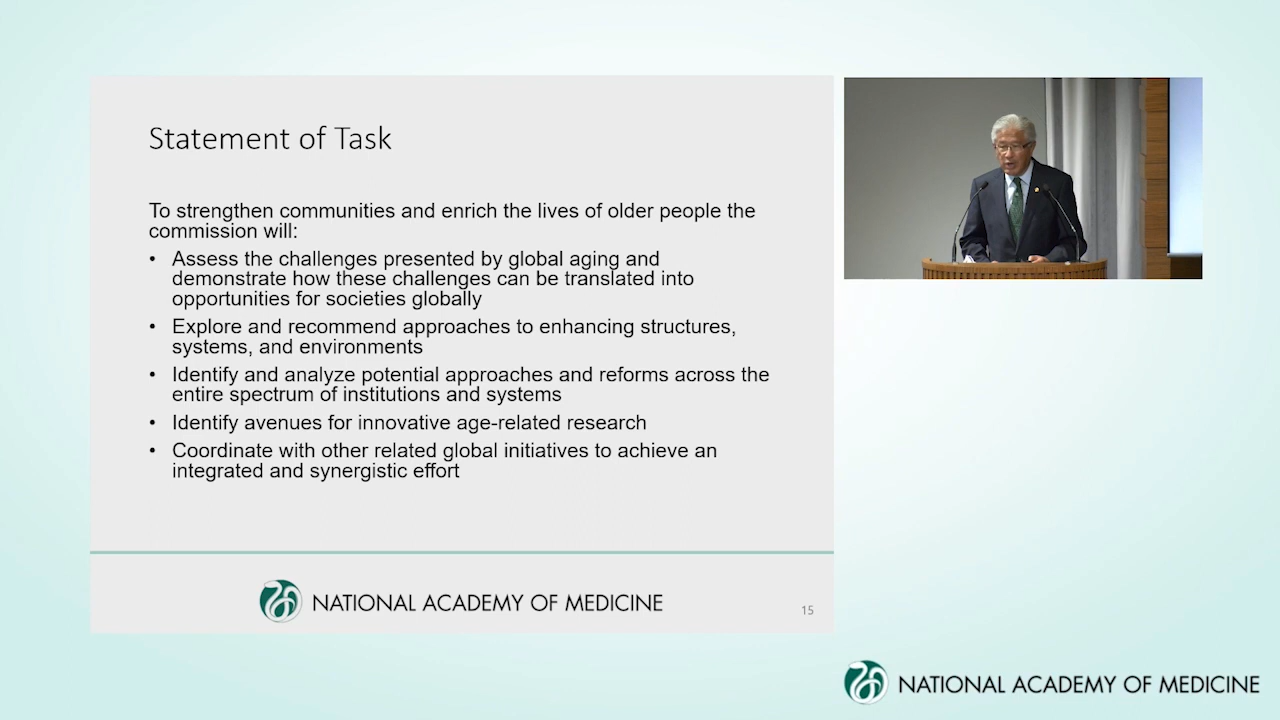 Statement of Task
To strengthen communities and enrich the lives of older people the
commission will:
• Assess the challenges presented by global aging and
demonstrate how these challenges can be translated into
opportunities for societies globally
• Explore and recommend approaches to enhancing structures,
systems, and environments
• Identify and analyze potential approaches and reforms across the
entire spectrum of institutions and systems
• Identify avenues for innovative age-related research
• Coordinate with other related global initiatives to achieve an
integrated and synergistic effort
NATIONAL ACADEMY OF MEDICINE
15
NATIONAL ACADEMY OF MEDICINE